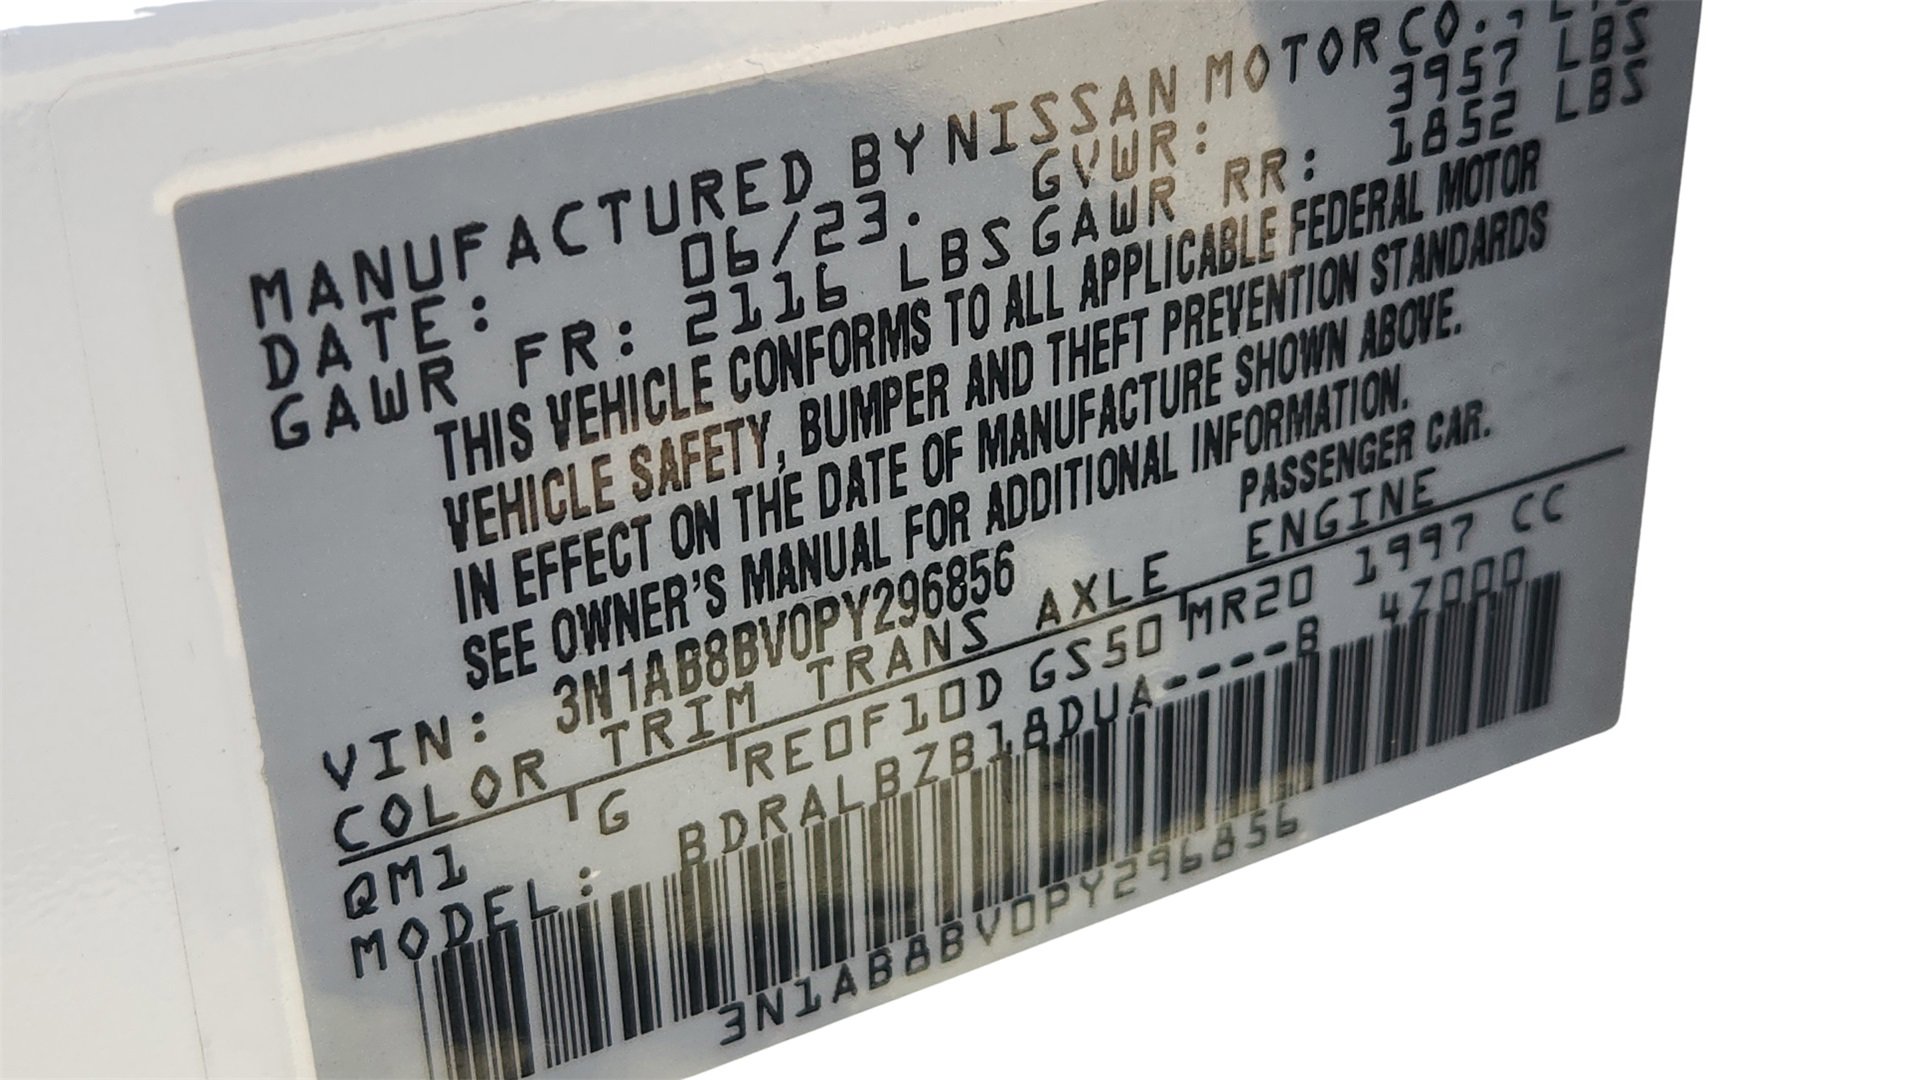 MANUFACTURED BY NISSAN MOTOR CO.,
DATE: 06/23. GVWR: 3957 LBS
GAWR FR: 2116 LBS GAWR RR: 1852 LBS
THIS VEHICLE CONFORMS TO ALL APPLICABLE FEDERAL MOTOR
VEHICLE SAFETY, BUMPER AND THEFT PREVENTION STANDARDS
IN EFFECT ON THE DATE OF MANUFACTURE SHOWN ABOVE.
SEE OWNER'S MANUAL FOR ADDITIONAL INFORMATION.
VIN: 3N1AB8BV0PY296856 PASSENGER CAR.
COLOR TRIM TRANS AXLE ENGINE
QM1 G RE0F10D GS50 MR20 1997 CC
MODEL: BDRALBZB18DUA----B 4Z000
3N1AB8BV0PY296856